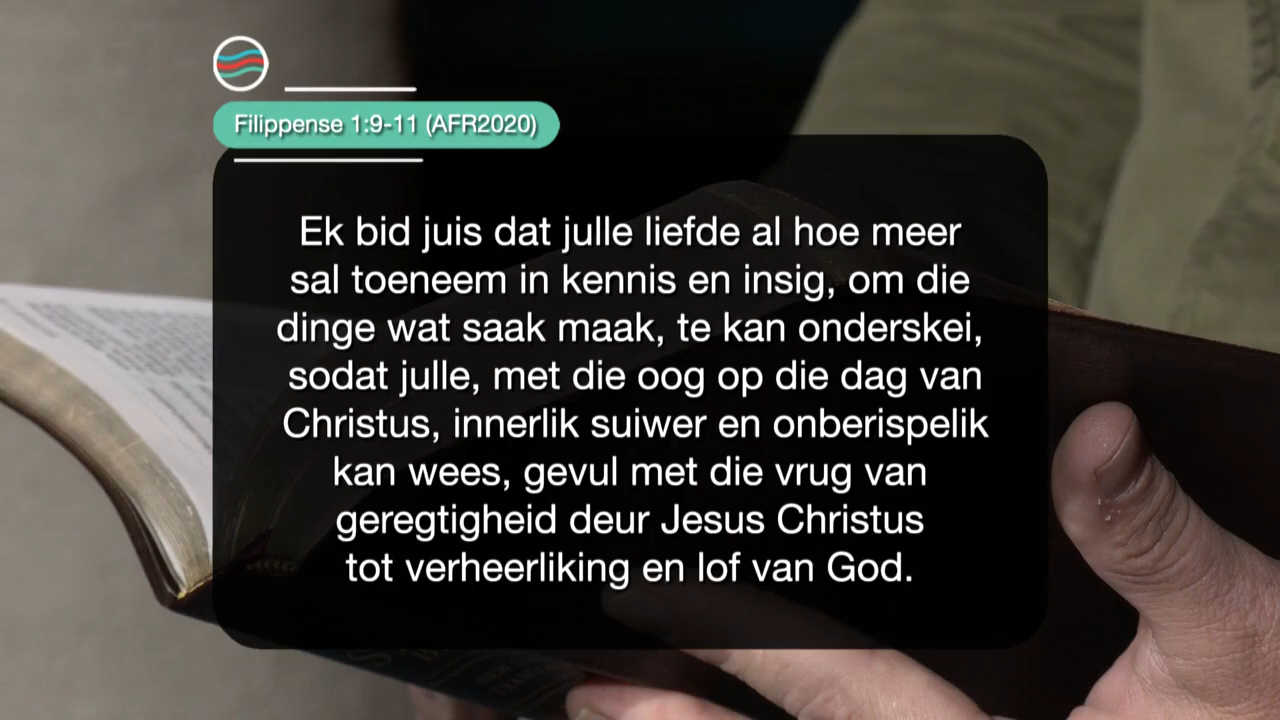 Filippense 1:9-11 (AFR2020)
Ek bid juis dat julle liefde al hoe meer
sal toeneem in kennis en insig, om die
dinge wat saak maak, te kan onderskei,
sodat julle, met die oog op die dag van
Christus, innerlik suiwer en onberispelik
kan wees, gevul met die vrug van
geregtigheid deur Jesus Christus
tot verheerliking en lof van God.